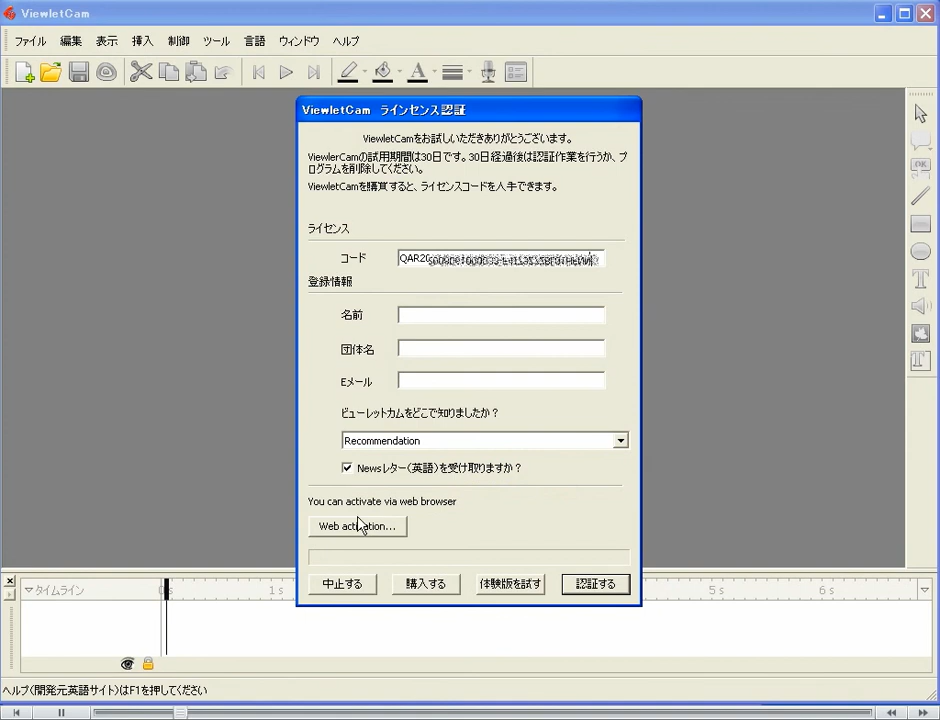 ViewletCam
ファイル 編集 表示 挿入 制御 ツール 言語 ウィンドウ ヘルプ
ViewletCam ラインセンス認証
ViewletCamをお試しいただきありがとうございます。
ViewlerCamの試用期間は30日です。30日経過後は認証作業を行うか、プ
ログラムを削除してください。
ViewletCamを購買すると、ライセンスコードを入手できます。
ライセンス
コード QAR20
登録情報
名前
団体名
Eメール
ビューレットカムをどこで知りましたか?
Recommendation
Newsレター(英語)を受け取りますか?
You can activate via web browser
Web activation...
中止する 購入する 体験版を試す 認証する
タイムライン 0s 1s 5s 6s
ヘルプ(開発元英語サイト)はF1を押してください